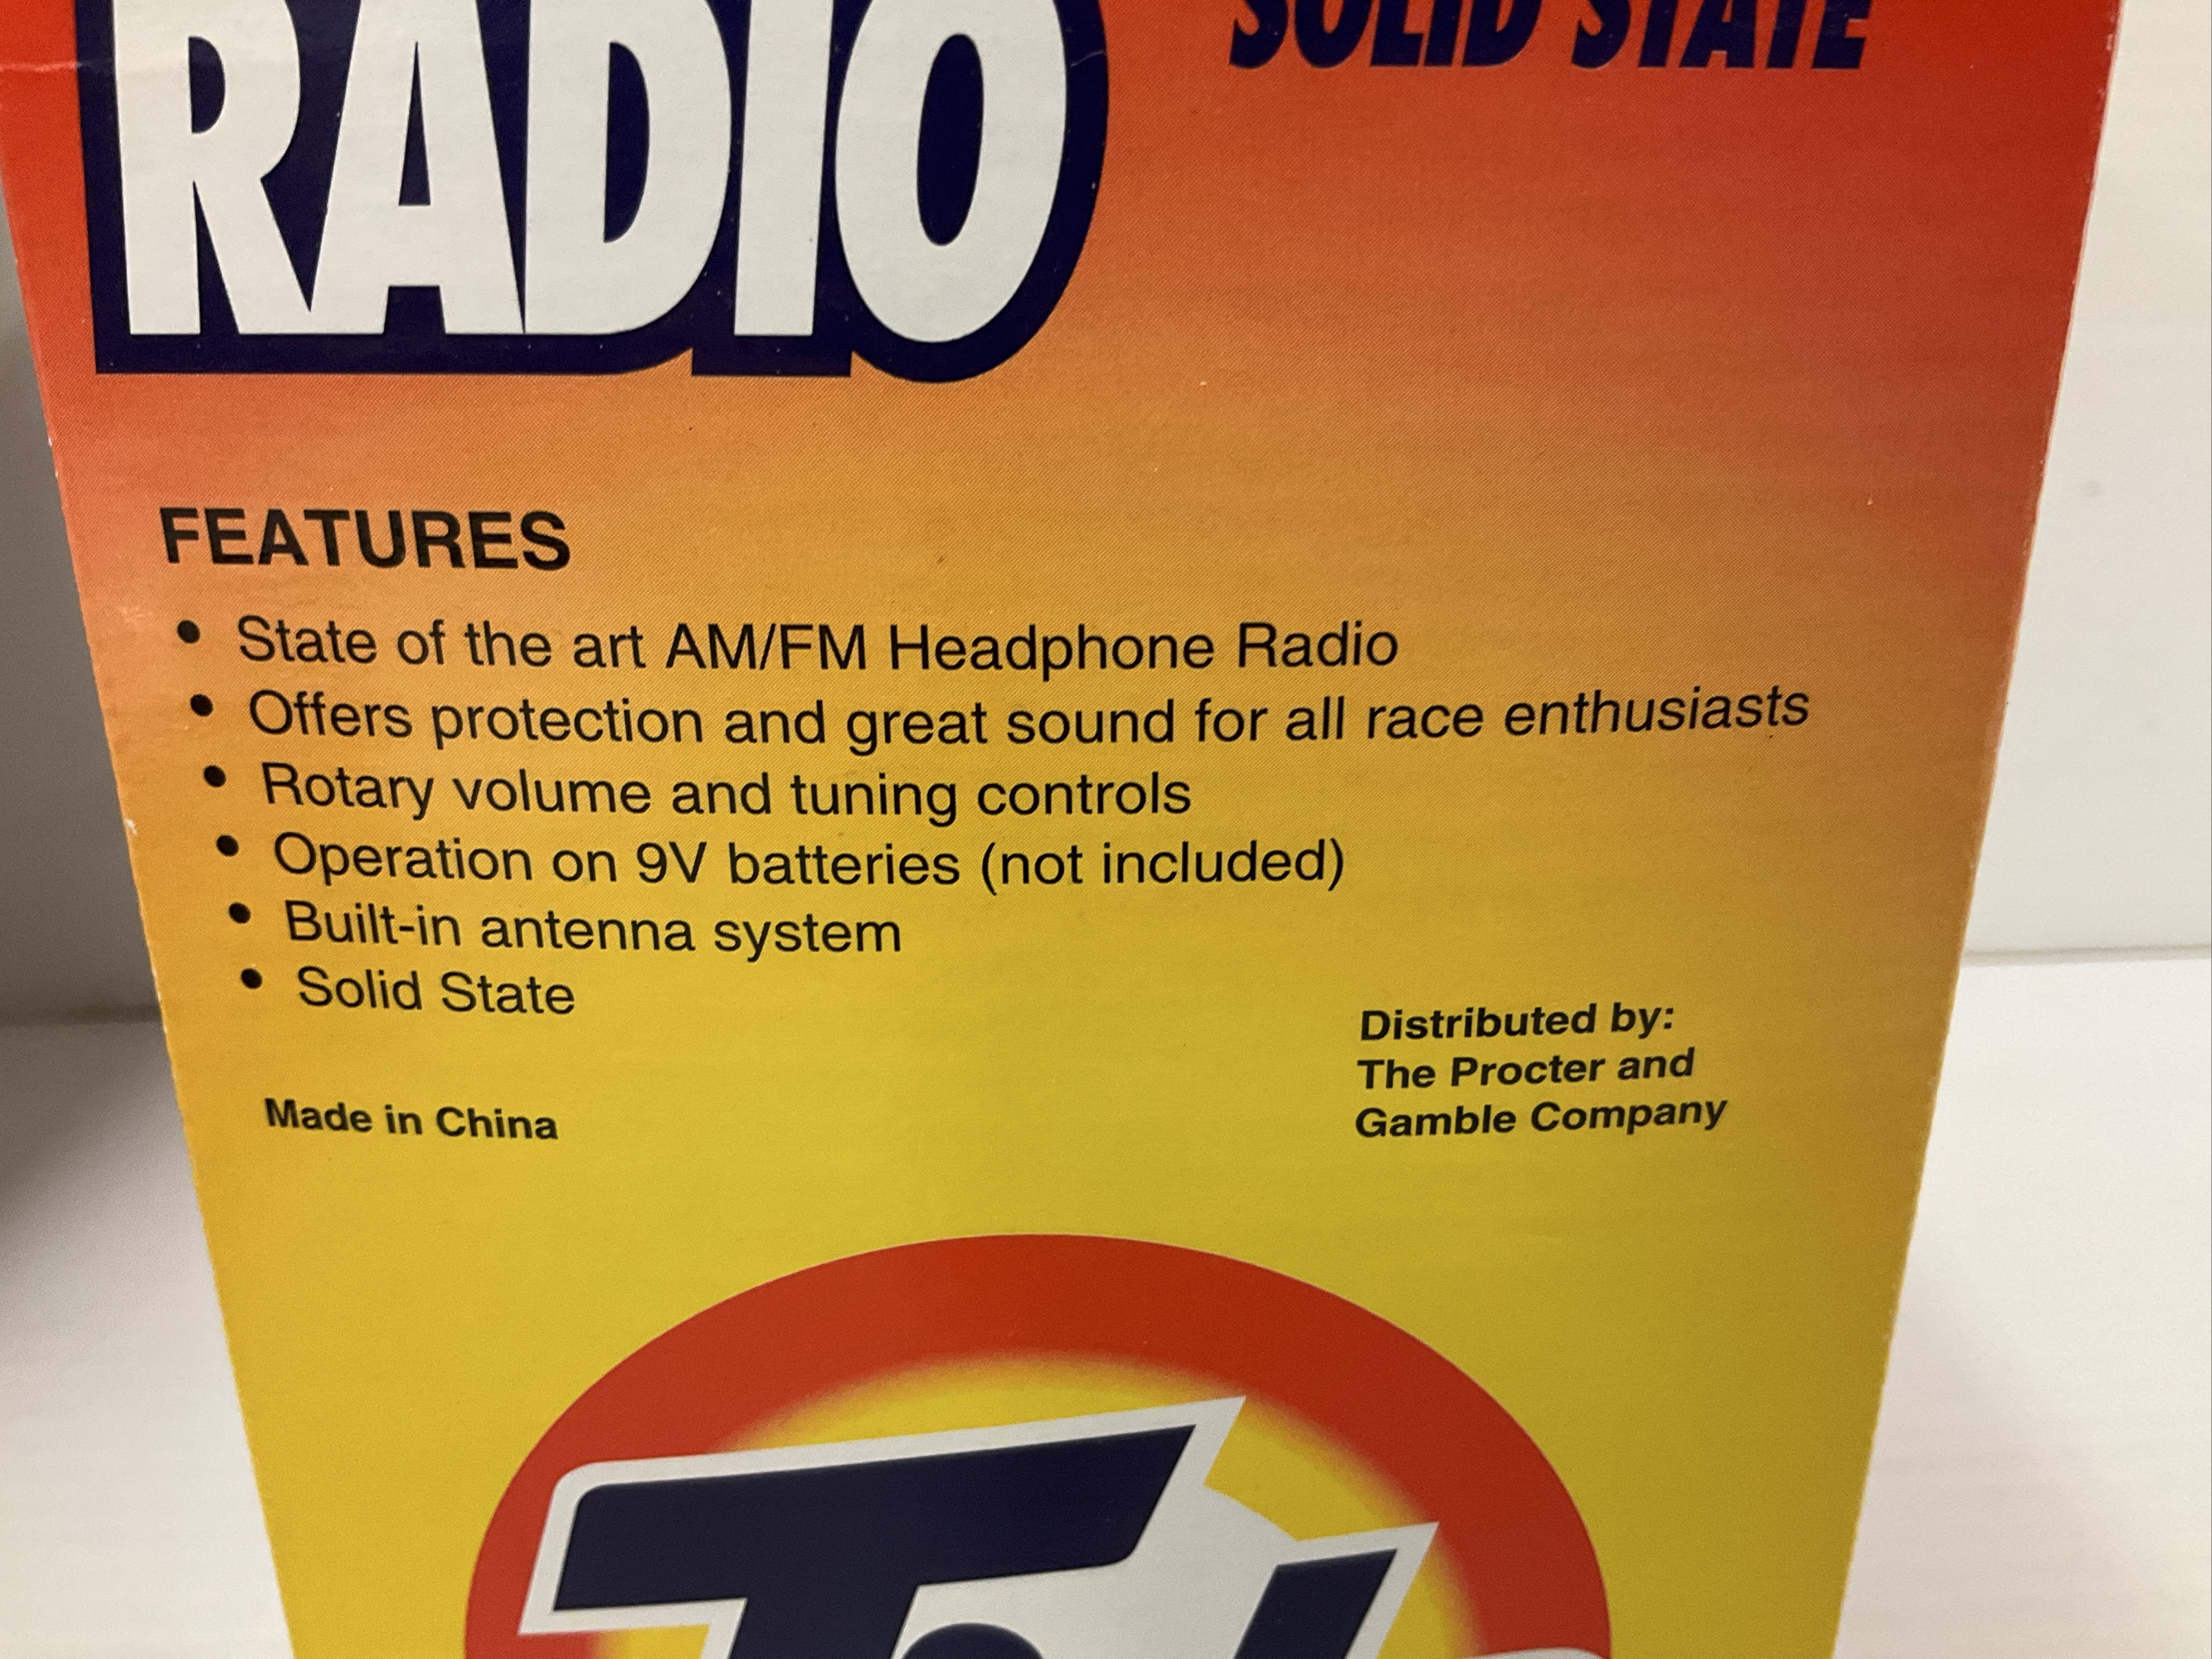 RADIO
SOLID STATE
FEATURES
• State of the art AM/FM Headphone Radio
• Offers protection and great sound for all race enthusiasts
• Rotary volume and tuning controls
• Operation on 9V batteries (not included)
• Built-in antenna system
• Solid State
Made in China
Distributed by:
The Procter and
Gamble Company